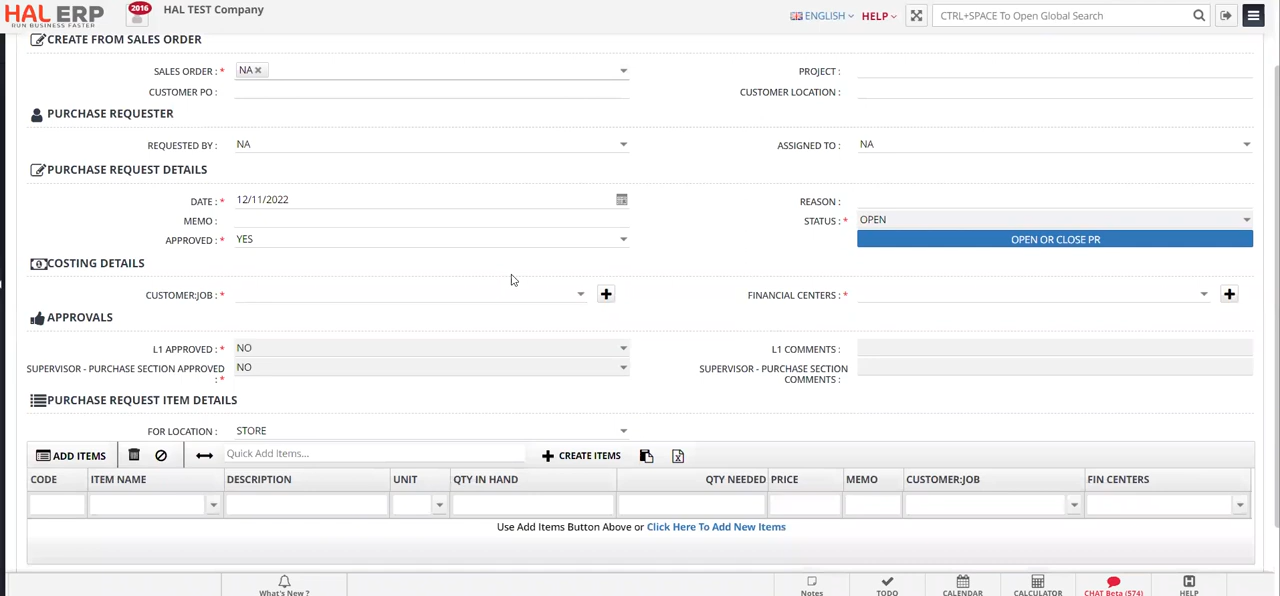 HAL ERP
RUN BUSINESS FASTER
2016
HAL TEST Company
ENGLISH
HELP
CTRL+SPACE To Open Global Search
CREATE FROM SALES ORDER
SALES ORDER : * NA ✕
PROJECT :
CUSTOMER PO :
CUSTOMER LOCATION :
PURCHASE REQUESTER
REQUESTED BY : NA
ASSIGNED TO : NA
PURCHASE REQUEST DETAILS
DATE : * 12/11/2022
REASON :
MEMO :
STATUS : * OPEN
APPROVED : * YES
OPEN OR CLOSE PR
COSTING DETAILS
CUSTOMER:JOB : *
FINANCIAL CENTERS : *
APPROVALS
L1 APPROVED : * NO
L1 COMMENTS :
SUPERVISOR - PURCHASE SECTION APPROVED : * NO
SUPERVISOR - PURCHASE SECTION COMMENTS :
PURCHASE REQUEST ITEM DETAILS
FOR LOCATION : STORE
ADD ITEMS
Quick Add Items...
CREATE ITEMS
CODE ITEM NAME DESCRIPTION UNIT QTY IN HAND QTY NEEDED PRICE MEMO CUSTOMER:JOB FIN CENTERS
Use Add Items Button Above or Click Here To Add New Items
What's New ?
Notes
TODO
CALENDAR
CALCULATOR
CHAT Beta (574)
HELP